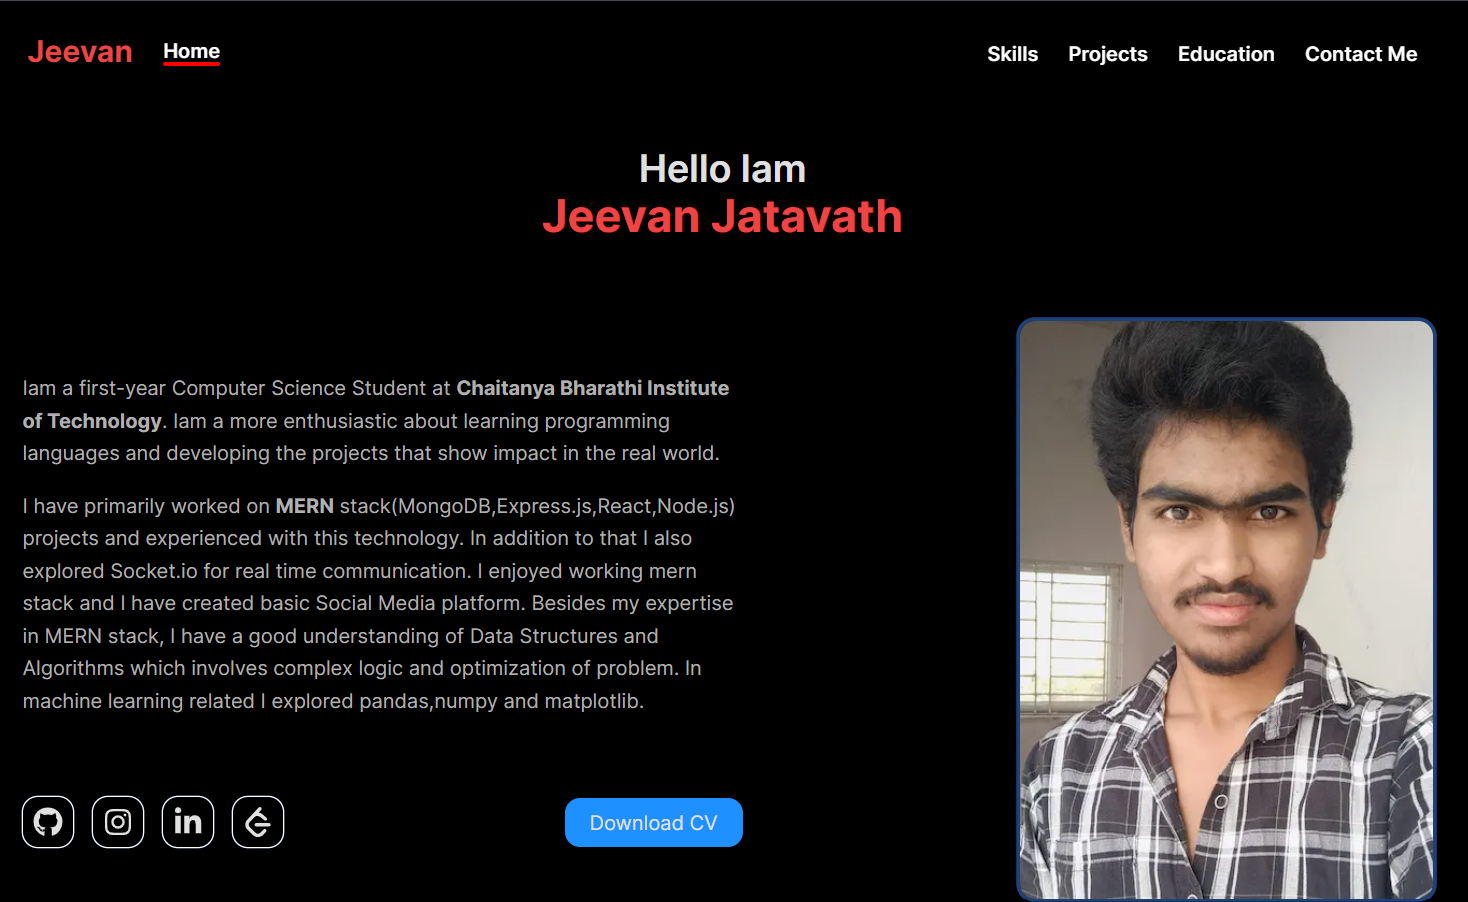 Jeevan Home Skills Projects Education Contact Me
Hello Iam
Jeevan Jatavath
Iam a first-year Computer Science Student at Chaitanya Bharathi Institute
of Technology. Iam a more enthusiastic about learning programming
languages and developing the projects that show impact in the real world.
I have primarily worked on MERN stack(MongoDB,Express.js,React,Node.js)
projects and experienced with this technology. In addition to that I also
explored Socket.io for real time communication. I enjoyed working mern
stack and I have created basic Social Media platform. Besides my expertise
in MERN stack, I have a good understanding of Data Structures and
Algorithms which involves complex logic and optimization of problem. In
machine learning related I explored pandas,numpy and matplotlib.
in
Download CV